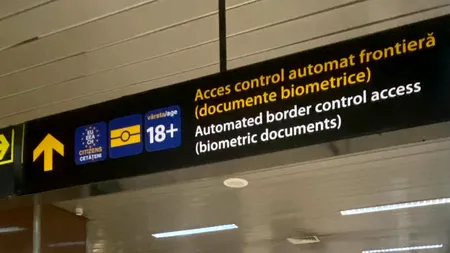 EU
EEA
CH
CITIZENS
CETĂȚENI
vârsta/age
18+
Acces control automat frontieră
(documente biometrice)
Automated border control access
(biometric documents)